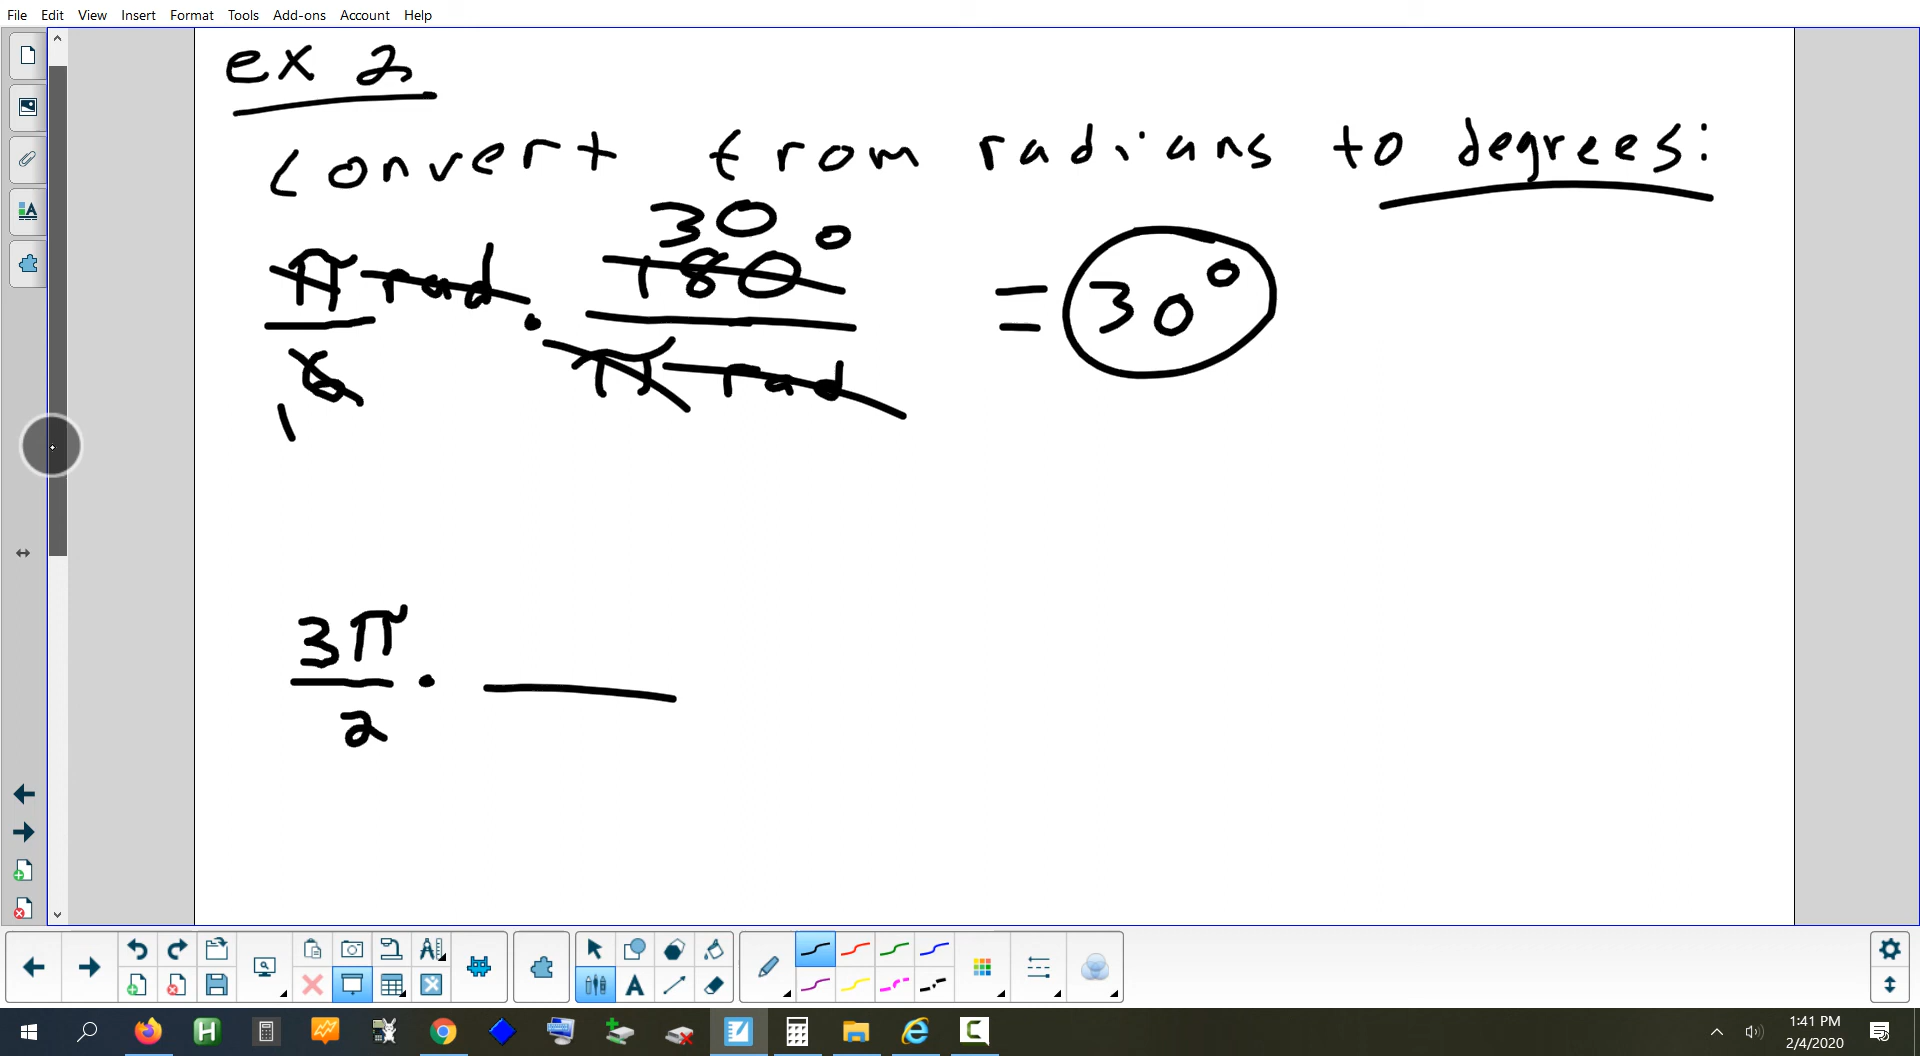 File Edit View Insert Format Tools Add-ons Account Help
ex 2
Convert from radians to degrees:
30
π rad/6 · 180°/π rad = 30°
1
3π/2 ·
1:41 PM
2/4/2020